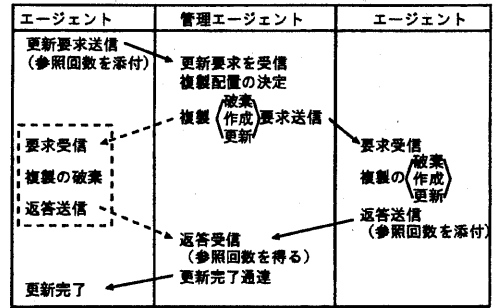 エージェント
管理エージェント
エージェント
更新要求送信
(参照回数を添付)
更新要求を受信
複製配置の決定
複製
破棄
作成
更新
要求送信
要求受信
複製の破棄
返答送信
要求受信
複製の
破棄
作成
更新
返答送信
(参照回数を添付)
返答受信
(参照回数を得る)
更新完了通達
更新完了